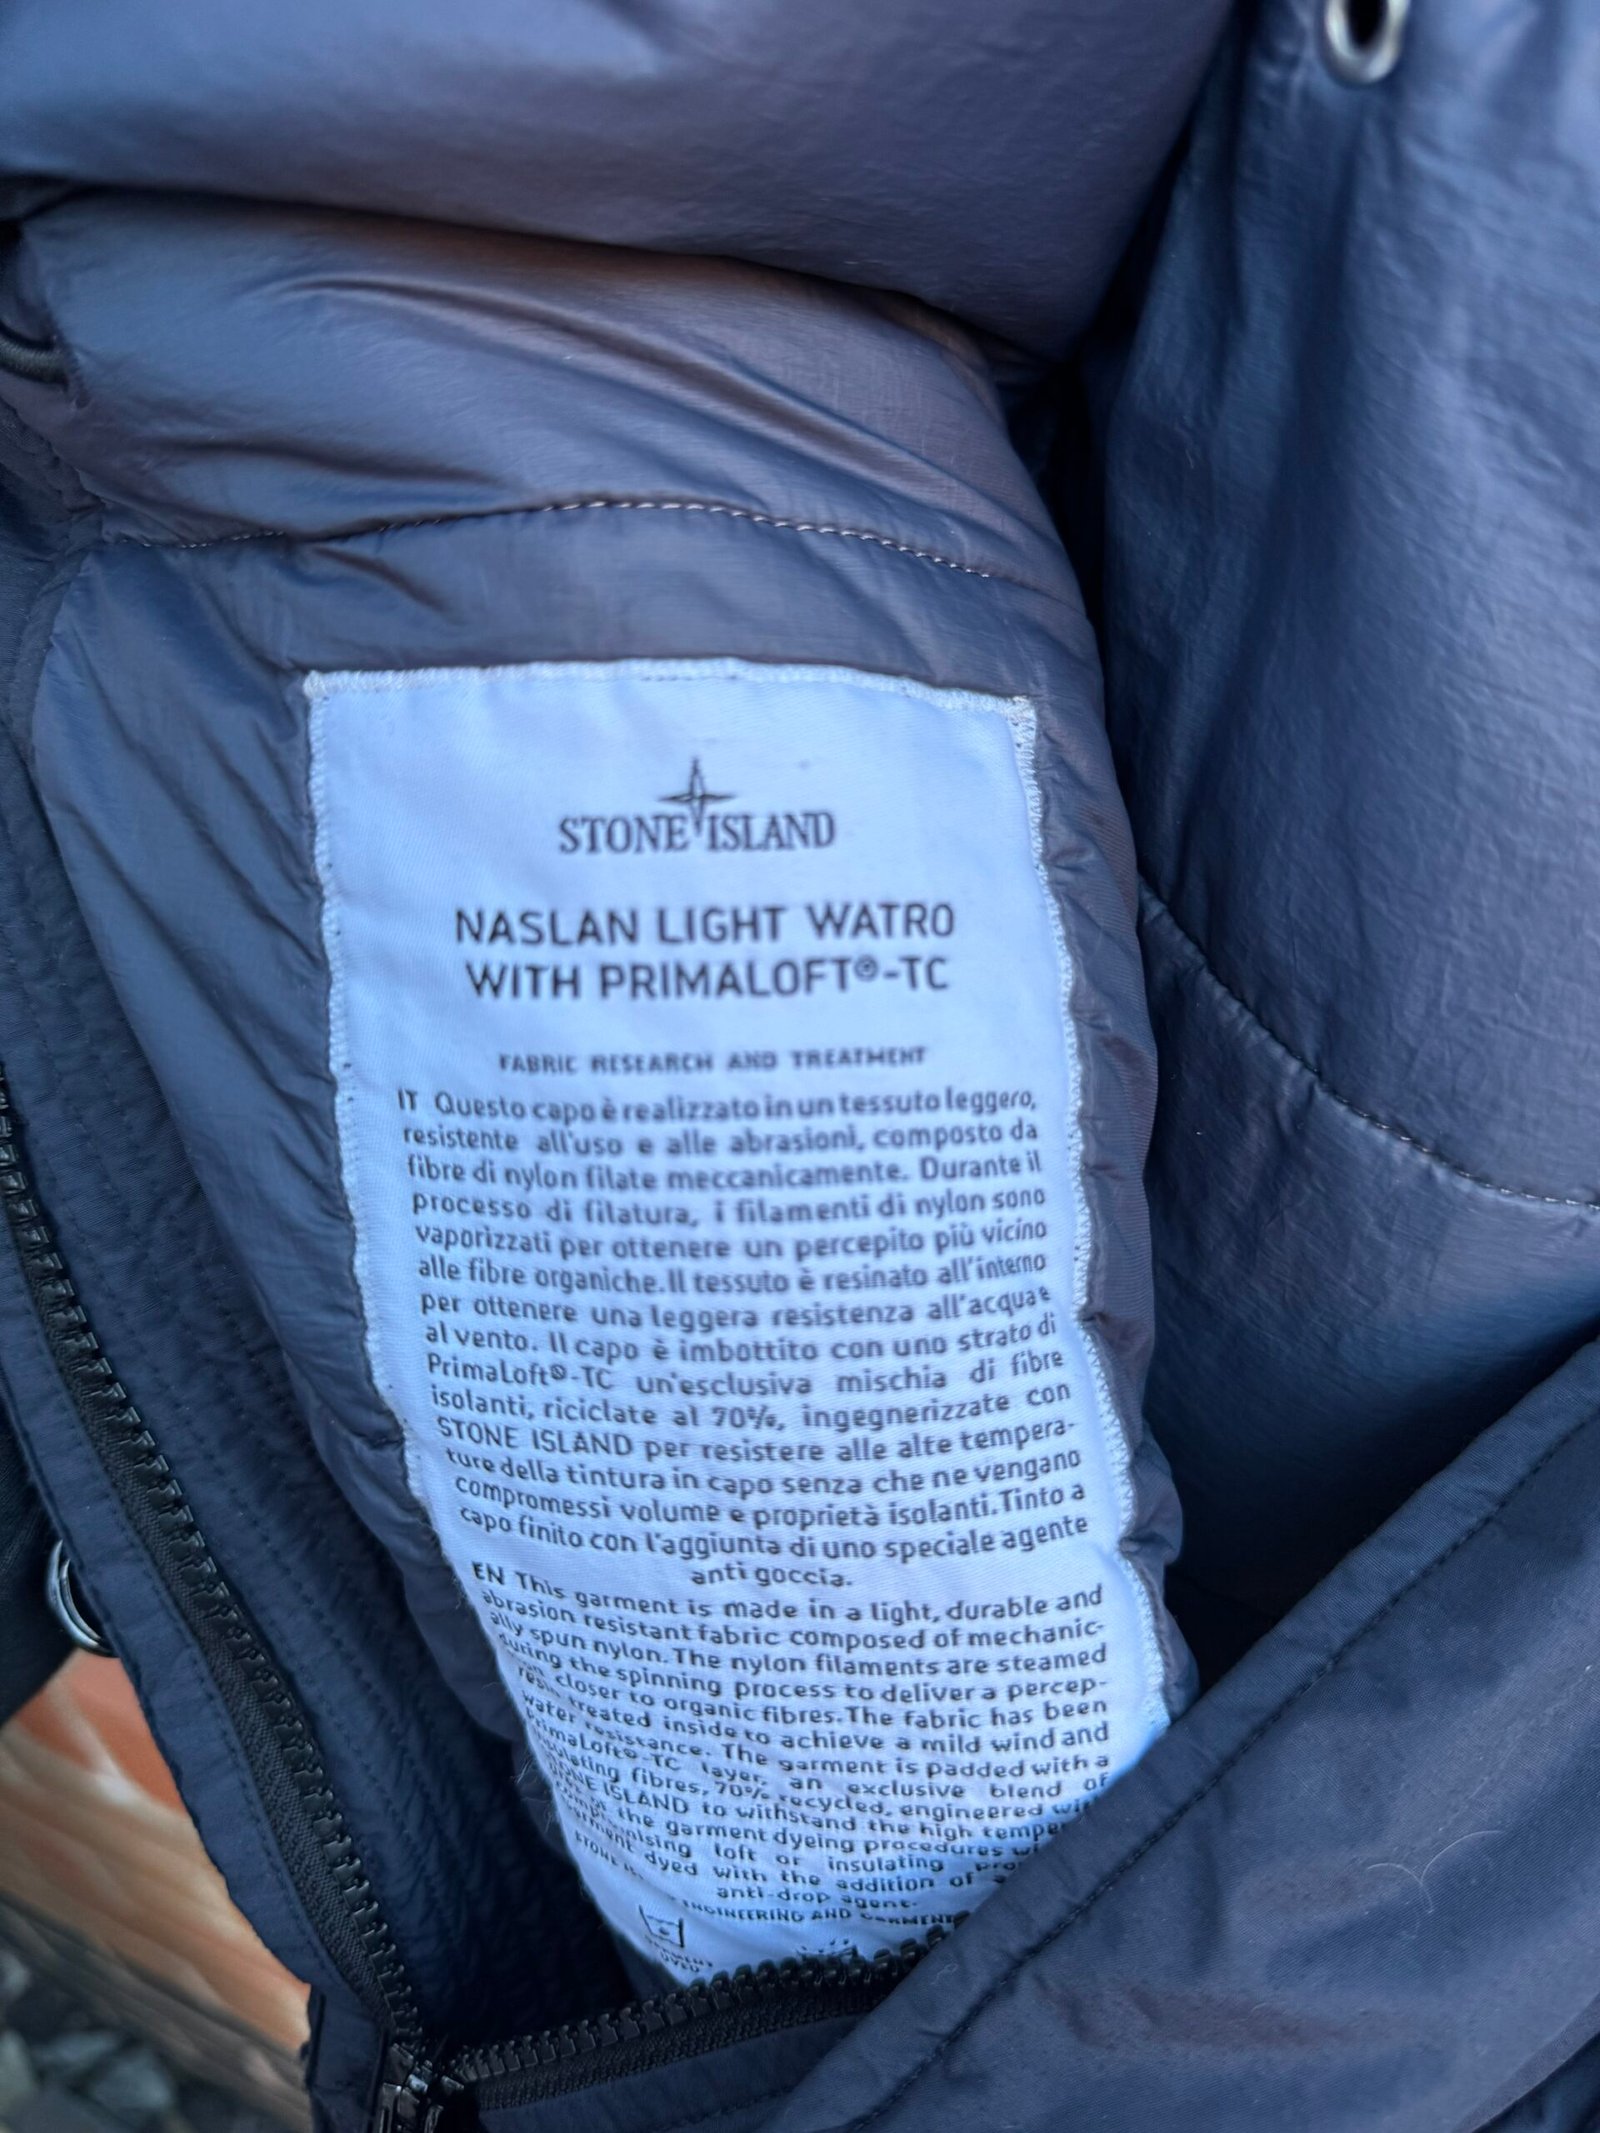 STONE ISLAND
NASLAN LIGHT WATRO
WITH PRIMALOFT®-TC
FABRIC RESEARCH AND TREATMENT
IT Questo capo è realizzato in un tessuto leggero,
resistente all'uso e alle abrasioni, composto da
fibre di nylon filate meccanicamente. Durante il
processo di filatura, i filamenti di nylon sono
vaporizzati per ottenere un percepito più vicino
alle fibre organiche. Il tessuto è resinato all'interno
per ottenere una leggera resistenza all'acqua e
al vento. Il capo è imbottito con uno strato di
PrimaLoft®-TC un'esclusiva mischia di fibre
isolanti, riciclate al 70%, ingegnerizzate con
STONE ISLAND per resistere alle alte tempera-
ture della tintura in capo senza che ne vengano
compromessi volume e proprietà isolanti. Tinto a
capo finito con l'aggiunta di uno speciale agente
anti goccia.
EN This garment is made in a light, durable and
abrasion resistant fabric composed of mechanic-
ally spun nylon. The nylon filaments are steamed
during the spinning process to deliver a percep-
closer to organic fibres. The fabric has been
resin treated inside to achieve a mild wind and
water resistance. The garment is padded with a
PrimaLoft®-TC layer, an exclusive blend of
insulating fibres, 70% recycled, engineered
STONE ISLAND to withstand the high temper
the garment dyeing procedures
loft or insulating
dyed with the addition of
anti-drop agent.
STONE ENGINEERING AND